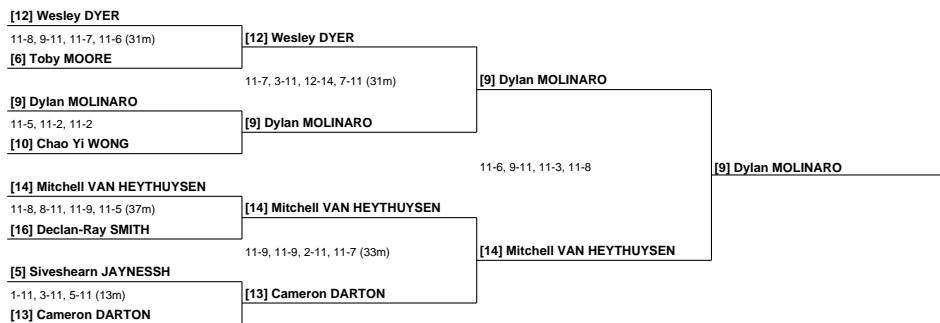 [12] Wesley DYER
11-8, 9-11, 11-7, 11-6 (31m)
[6] Toby MOORE
[9] Dylan MOLINARO
11-5, 11-2, 11-2
[10] Chao Yi WONG
[14] Mitchell VAN HEYTHUYSEN
11-8, 8-11, 11-9, 11-5 (37m)
[16] Declan-Ray SMITH
[5] Siveshearn JAYNESSH
1-11, 3-11, 5-11 (13m)
[13] Cameron DARTON
[12] Wesley DYER
11-7, 3-11, 12-14, 7-11 (31m)
[9] Dylan MOLINARO
[14] Mitchell VAN HEYTHUYSEN
11-9, 11-9, 2-11, 11-7 (33m)
[13] Cameron DARTON
[9] Dylan MOLINARO
11-6, 9-11, 11-3, 11-8
[14] Mitchell VAN HEYTHUYSEN
[9] Dylan MOLINARO